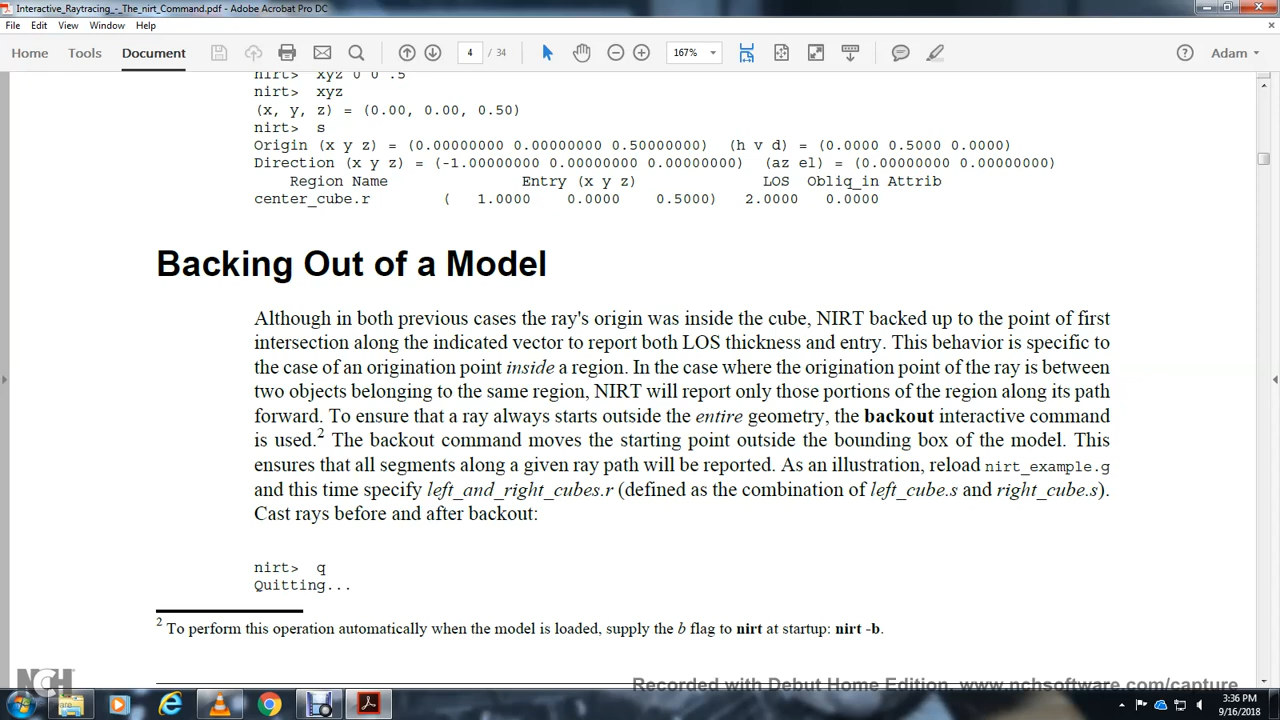 Interactive_Raytracing_-_The_nirt_Command.pdf - Adobe Acrobat Pro DC
File Edit View Window Help
Home Tools Document 4 / 34 167% Adam
nirt> xyz 0 0 .5
nirt> xyz
(x, y, z) = (0.00, 0.00, 0.50)
nirt> s
Origin (x y z) = (0.00000000 0.00000000 0.50000000) (h v d) = (0.0000 0.5000 0.0000)
Direction (x y z) = (-1.00000000 0.00000000 0.00000000) (az el) = (0.00000000 0.00000000)
Region Name Entry (x y z) LOS Obliq_in Attrib
center_cube.r ( 1.0000 0.0000 0.5000) 2.0000 0.0000
Backing Out of a Model
Although in both previous cases the ray's origin was inside the cube, NIRT backed up to the point of first
intersection along the indicated vector to report both LOS thickness and entry. This behavior is specific to
the case of an origination point inside a region. In the case where the origination point of the ray is between
two objects belonging to the same region, NIRT will report only those portions of the region along its path
forward. To ensure that a ray always starts outside the entire geometry, the backout interactive command
is used.2 The backout command moves the starting point outside the bounding box of the model. This
ensures that all segments along a given ray path will be reported. As an illustration, reload nirt_example.g
and this time specify left_and_right_cubes.r (defined as the combination of left_cube.s and right_cube.s).
Cast rays before and after backout:
nirt> q
Quitting...
2 To perform this operation automatically when the model is loaded, supply the b flag to nirt at startup: nirt -b.
NCH
Recorded with Debut Home Edition. www.nchsoftware.com/capture
3:36 PM
9/16/2018